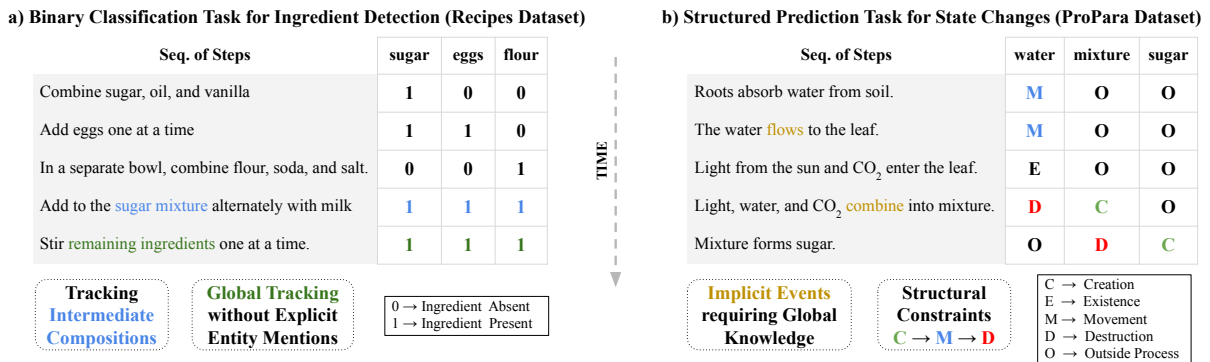 a) Binary Classification Task for Ingredient Detection (Recipes Dataset)
Seq. of Steps sugar eggs flour
Combine sugar, oil, and vanilla 1 0 0
Add eggs one at a time 1 1 0
In a separate bowl, combine flour, soda, and salt. 0 0 1
Add to the sugar mixture alternately with milk 1 1 1
Stir remaining ingredients one at a time. 1 1 1
Tracking
Intermediate
Compositions
Global Tracking
without Explicit
Entity Mentions
0 → Ingredient Absent
1 → Ingredient Present
TIME
b) Structured Prediction Task for State Changes (ProPara Dataset)
Seq. of Steps water mixture sugar
Roots absorb water from soil. M O O
The water flows to the leaf. M O O
Light from the sun and CO₂ enter the leaf. E O O
Light, water, and CO₂ combine into mixture. D C O
Mixture forms sugar. O D C
Implicit Events
requiring Global
Knowledge
Structural
Constraints
C → M → D
C → Creation
E → Existence
M → Movement
D → Destruction
O → Outside Process